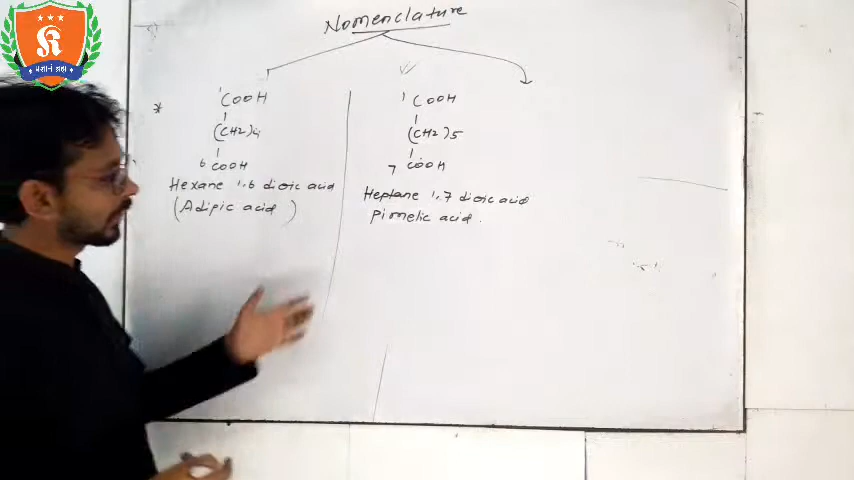 Nomenclature
K
* 1 COOH
(CH2)4
6 COOH
Hexane 1,6 dioic acid
(Adipic acid )
1 COOH
(CH2)5
7 COOH
Heptane 1,7 dioic acid
Pimelic acid.